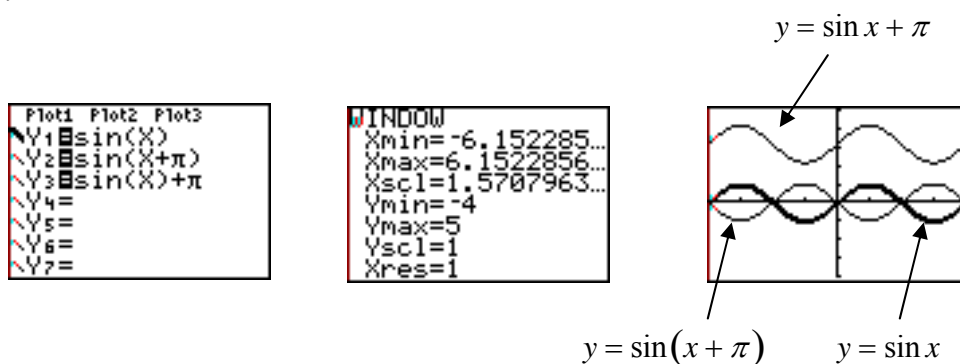 y = sin x + π
Plot1 Plot2 Plot3
\Y1=sin(X)
\Y2=sin(X+π)
\Y3=sin(X)+π
\Y4=
\Y5=
\Y6=
\Y7=
WINDOW
Xmin=-6.152285…
Xmax=6.1522856…
Xscl=1.5707963…
Ymin=-4
Ymax=5
Yscl=1
Xres=1
y = sin(x + π)
y = sin x